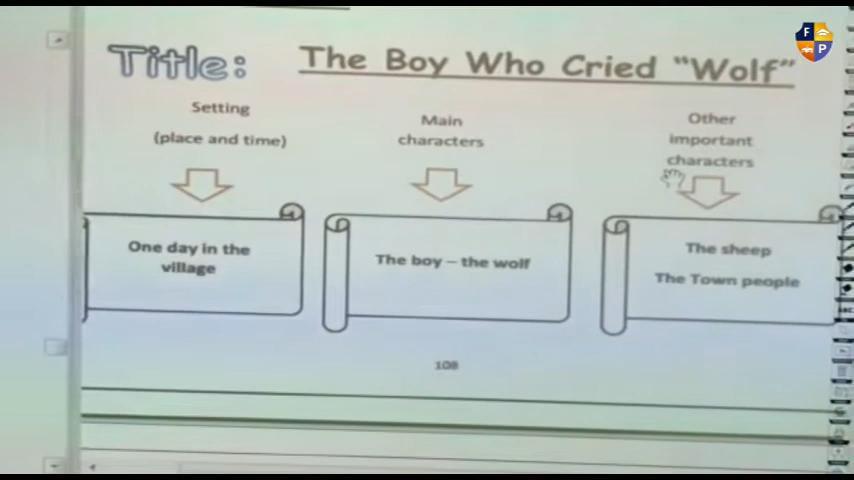 Title: The Boy Who Cried "Wolf"
Setting
(place and time)
Main
characters
Other
important
characters
One day in the
village
The boy – the wolf
The sheep
The Town people
108
F
P
ABC